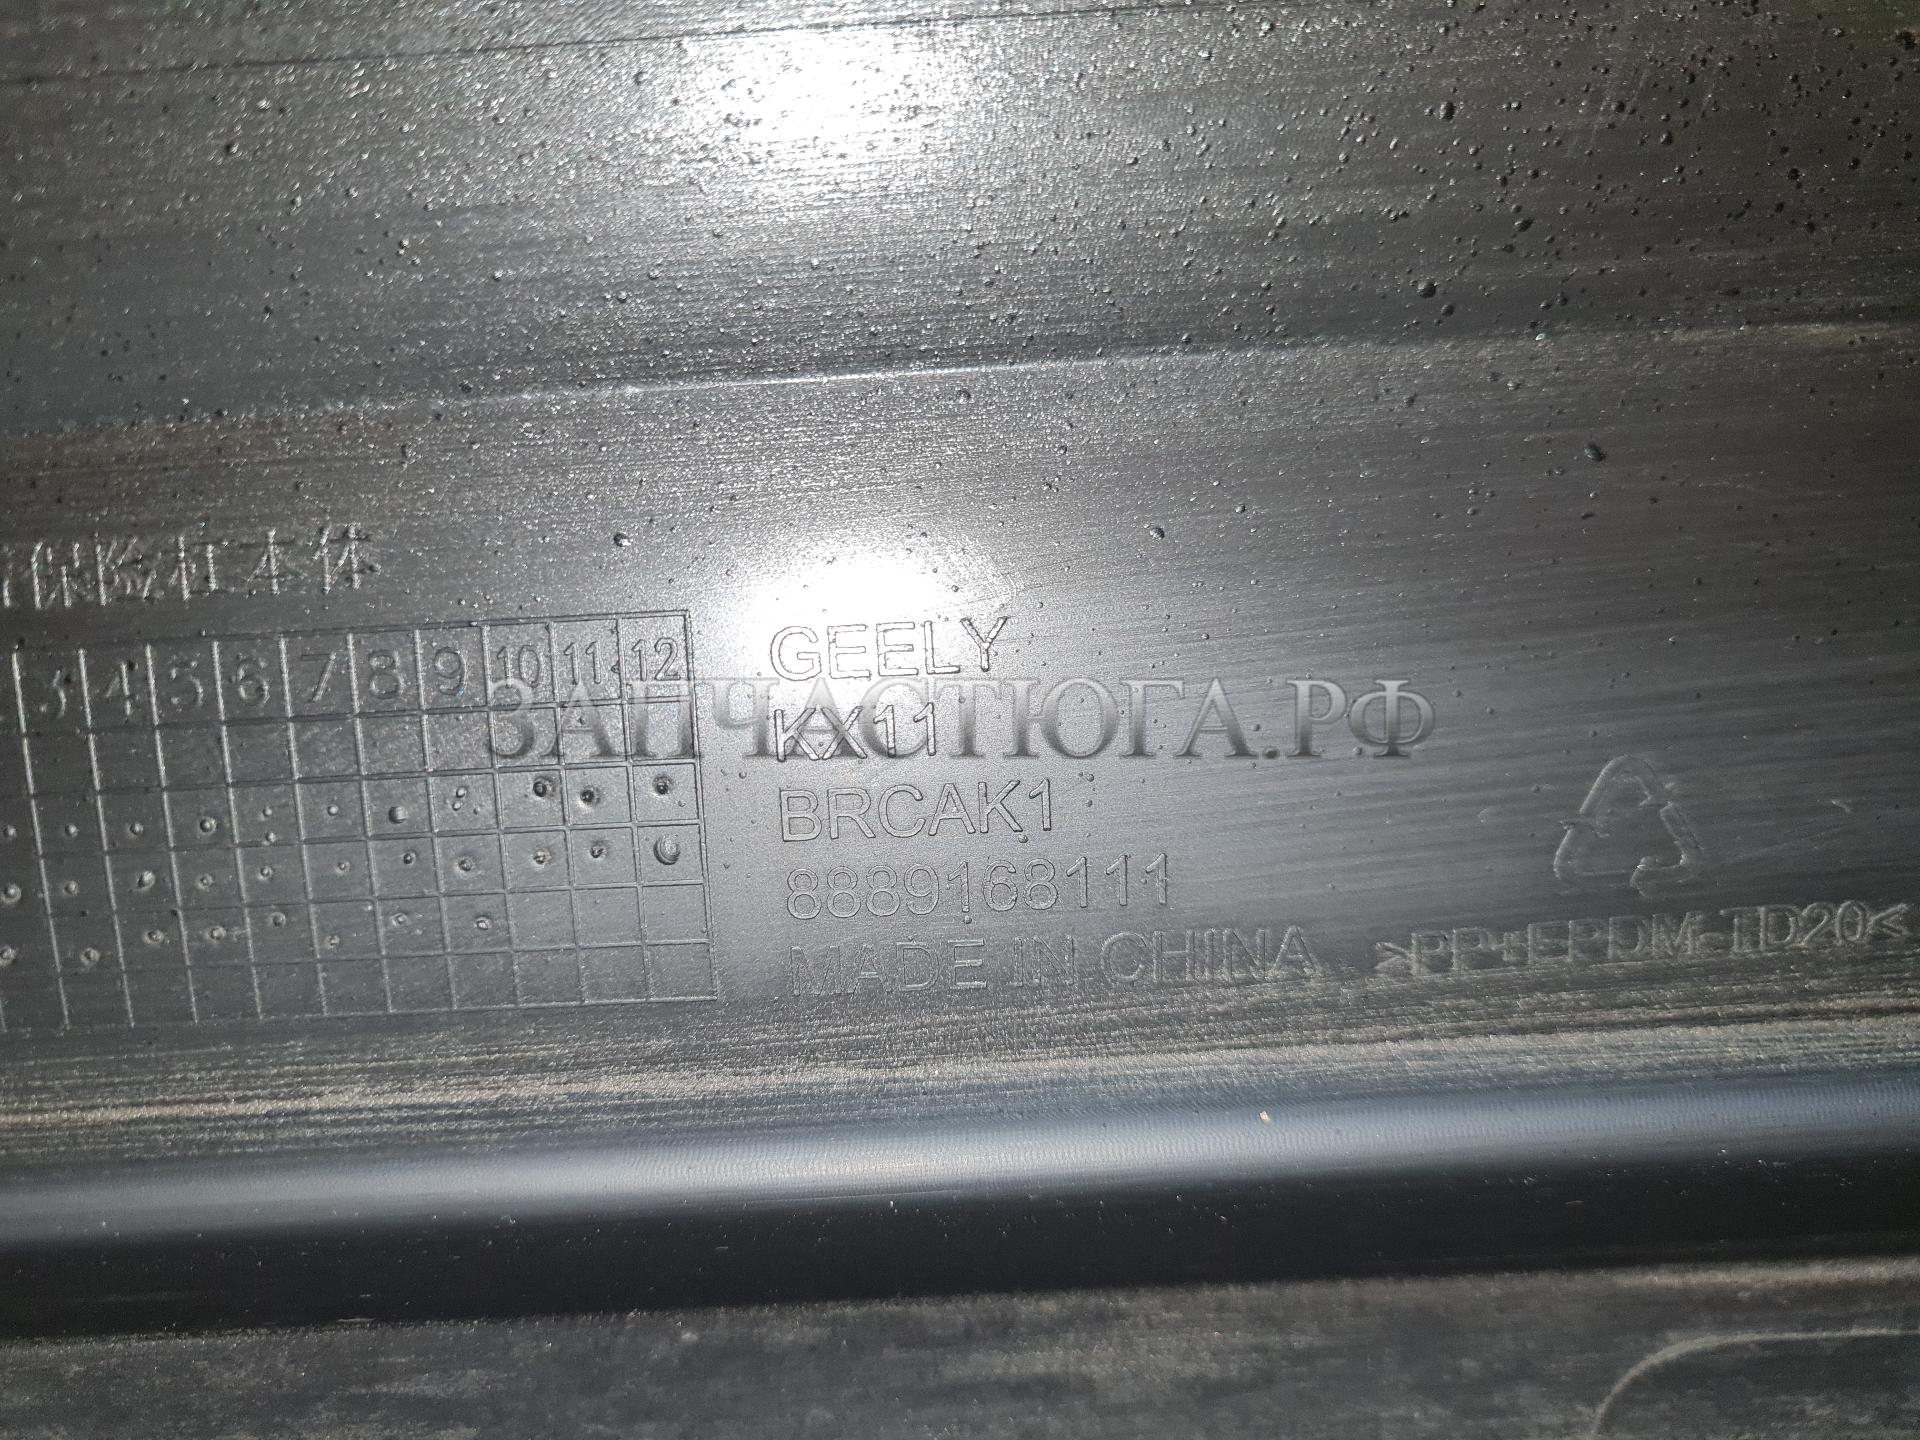 保险杠本体
3 4 5 6 7 8 9 10 11 12
GEELY
ЗАПЧАСТЮГА.РФ
KX11
BRCAK1
8889168111
MADE IN CHINA
>PP+EPDM-TD20<